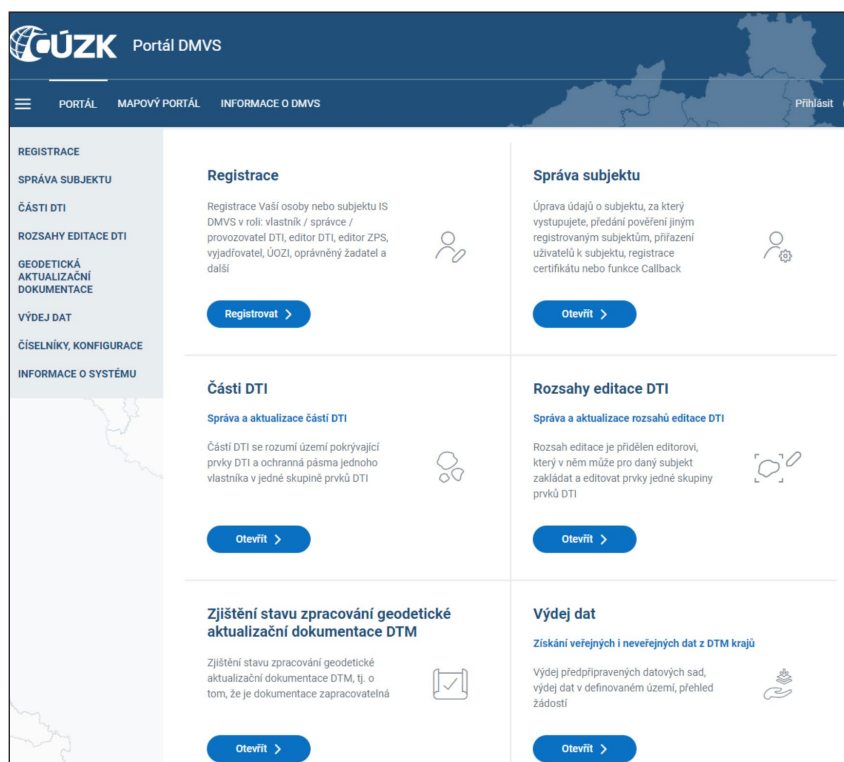 ČÚZK Portál DMVS
PORTÁL MAPOVÝ PORTÁL INFORMACE O DMVS Přihlásit
REGISTRACE
SPRÁVA SUBJEKTU
ČÁSTI DTI
ROZSAHY EDITACE DTI
GEODETICKÁ
AKTUALIZAČNÍ
DOKUMENTACE
VÝDEJ DAT
ČÍSELNÍKY, KONFIGURACE
INFORMACE O SYSTÉMU
Registrace
Registrace Vaší osoby nebo subjektu IS
DMVS v roli: vlastník / správce /
provozovatel DTI, editor DTI, editor ZPS,
vyjadřovatel, ÚOZI, oprávněný žadatel a
další
Registrovat
Správa subjektu
Úprava údajů o subjektu, za který
vystupujete, předání pověření jiným
registrovaným subjektům, přiřazení
uživatelů k subjektu, registrace
certifikátu nebo funkce Callback
Otevřít
Části DTI
Správa a aktualizace částí DTI
Částí DTI se rozumí území pokrývající
prvky DTI a ochranná pásma jednoho
vlastníka v jedné skupině prvků DTI
Otevřít
Rozsahy editace DTI
Správa a aktualizace rozsahů editace DTI
Rozsah editace je přidělen editorovi,
který v něm může pro daný subjekt
zakládat a editovat prvky jedné skupiny
prvků DTI
Otevřít
Zjištění stavu zpracování geodetické
aktualizační dokumentace DTM
Zjištění stavu zpracování geodetické
aktualizační dokumentace DTM, tj. o
tom, že je dokumentace zapracovatelná
Otevřít
Výdej dat
Získání veřejných i neveřejných dat z DTM krajů
Výdej předpřipravených datových sad,
výdej dat v definovaném území, přehled
žádostí
Otevřít